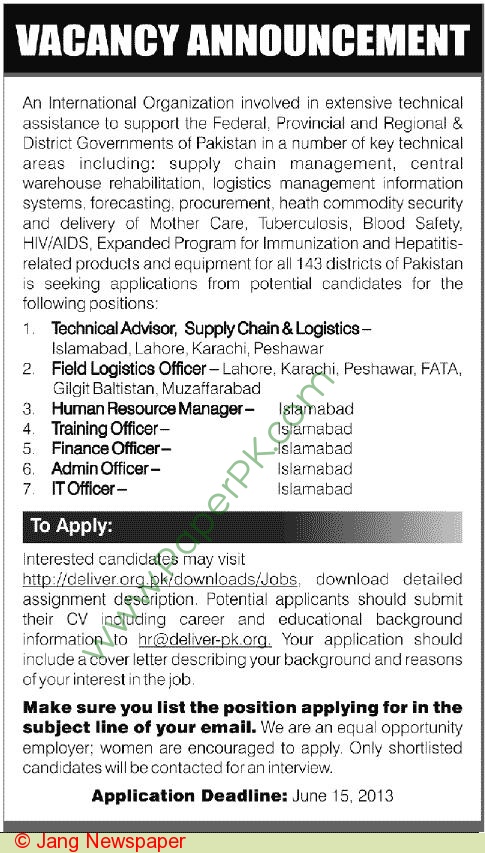 VACANCY ANNOUNCEMENT
An International Organization involved in extensive technical
assistance to support the Federal, Provincial and Regional &
District Governments of Pakistan in a number of key technical
areas including: supply chain management, central
warehouse rehabilitation, logistics management information
systems, forecasting, procurement, heath commodity security
and delivery of Mother Care, Tuberculosis, Blood Safety,
HIV/AIDS, Expanded Program for Immunization and Hepatitis-
related products and equipment for all 143 districts of Pakistan
is seeking applications from potential candidates for the
following positions:
1. Technical Advisor, Supply Chain & Logistics –
Islamabad, Lahore, Karachi, Peshawar
2. Field Logistics Officer – Lahore, Karachi, Peshawar, FATA,
Gilgit Baltistan, Muzaffarabad
3. Human Resource Manager – Islamabad
4. Training Officer – Islamabad
5. Finance Officer – Islamabad
6. Admin Officer – Islamabad
7. IT Officer – Islamabad
To Apply:
Interested candidates may visit
http://deliver.org.pk/downloads/Jobs, download detailed
assignment description. Potential applicants should submit
their CV including career and educational background
information to hr@deliver-pk.org. Your application should
include a cover letter describing your background and reasons
of your interest in the job.
Make sure you list the position applying for in the
subject line of your email. We are an equal opportunity
employer; women are encouraged to apply. Only shortlisted
candidates will be contacted for an interview.
Application Deadline: June 15, 2013
www.PaperPK.com
© Jang Newspaper